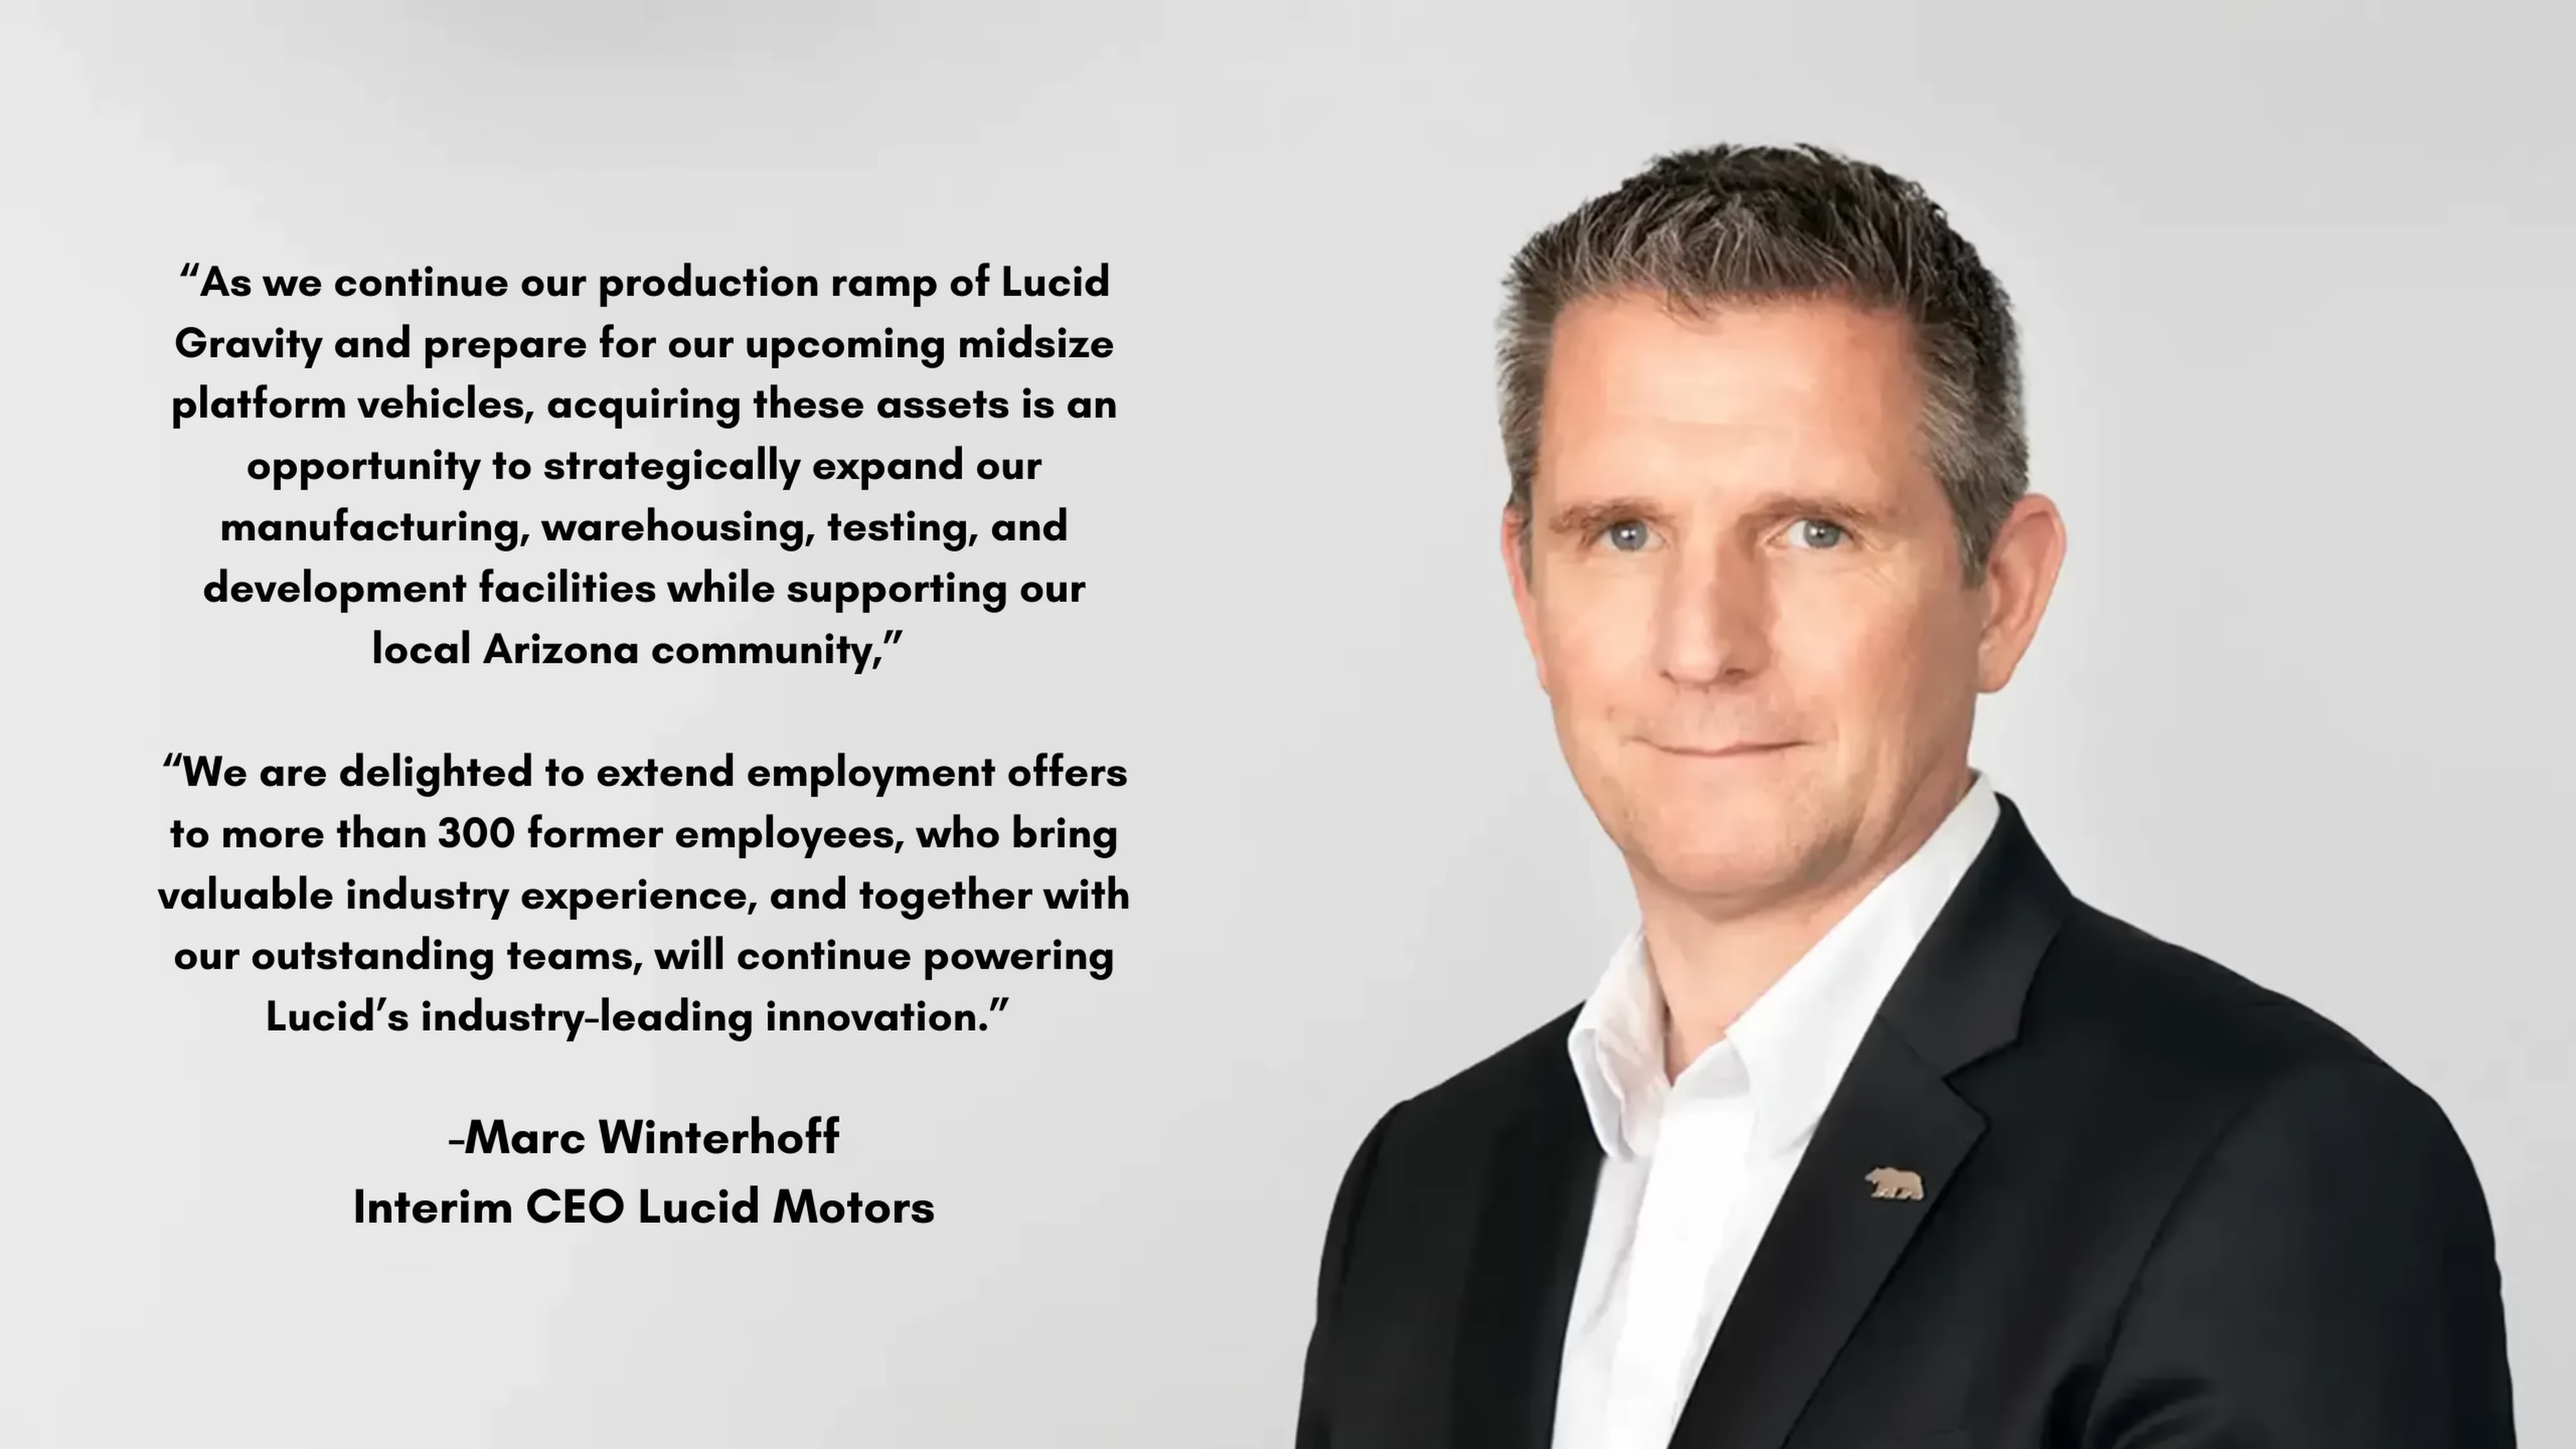 “As we continue our production ramp of Lucid
Gravity and prepare for our upcoming midsize
platform vehicles, acquiring these assets is an
opportunity to strategically expand our
manufacturing, warehousing, testing, and
development facilities while supporting our
local Arizona community,”
“We are delighted to extend employment offers
to more than 300 former employees, who bring
valuable industry experience, and together with
our outstanding teams, will continue powering
Lucid’s industry-leading innovation.”
-Marc Winterhoff
Interim CEO Lucid Motors